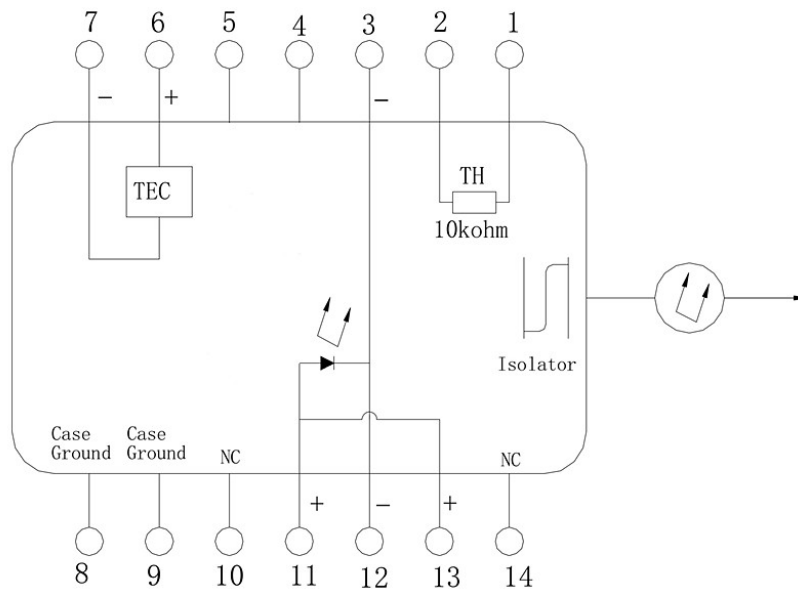 7 6 5 4 3 2 1
− + −
TEC
TH
10kohm
Isolator
Case
Ground
Case
Ground
NC
NC
+ − +
8 9 10 11 12 13 14